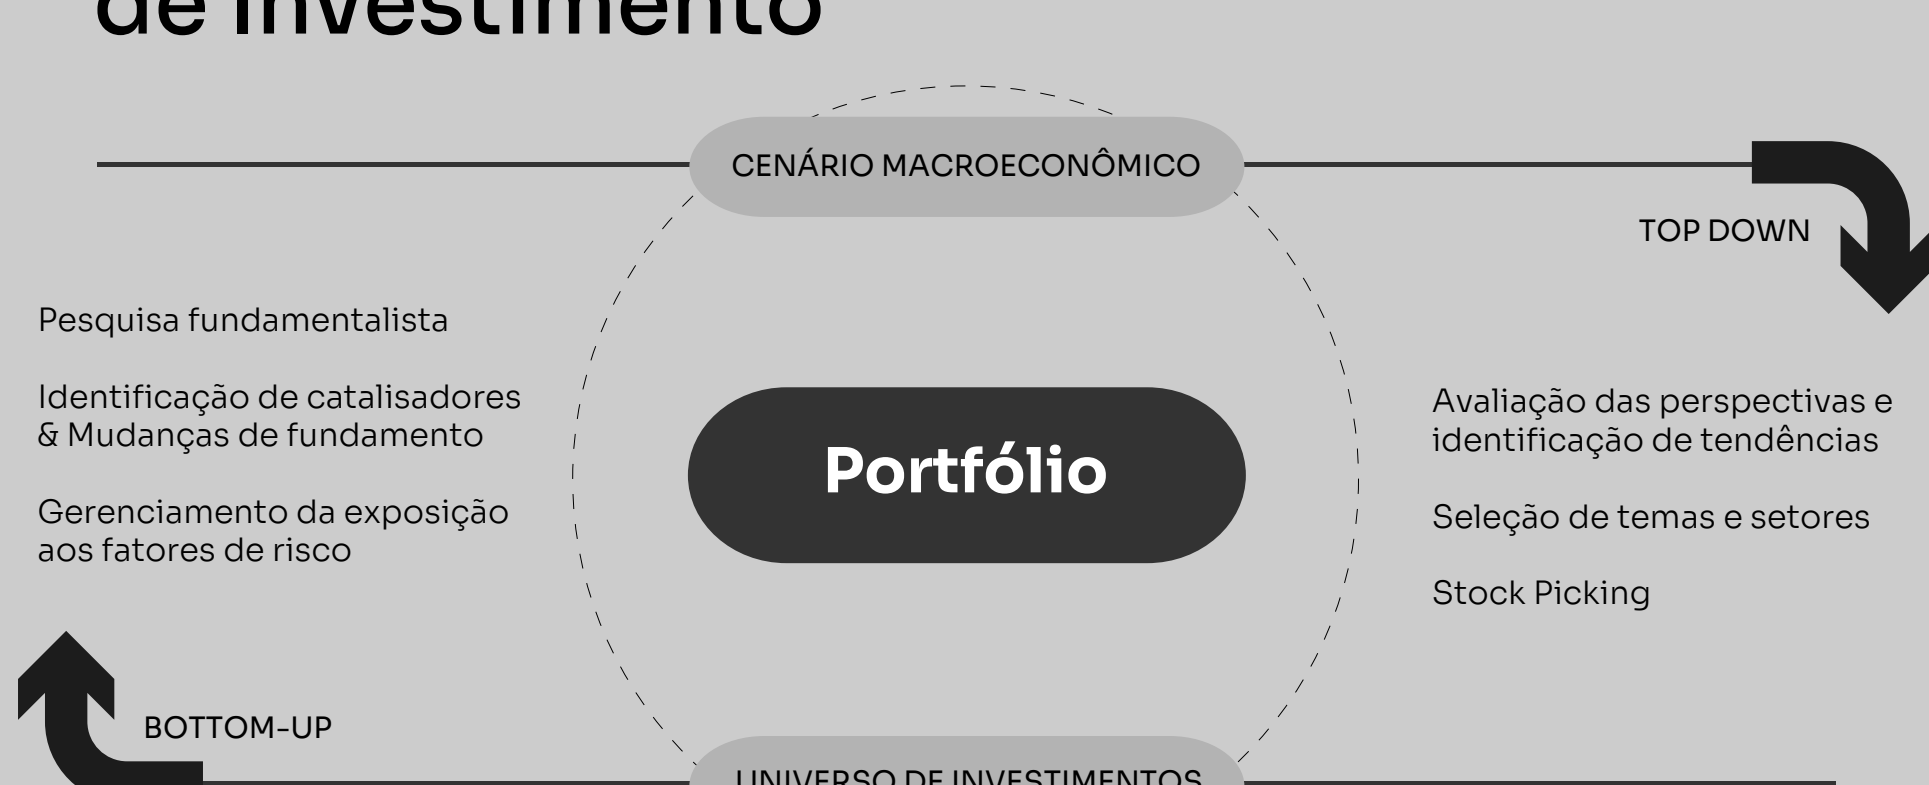 de investimento
CENÁRIO MACROECONÔMICO
TOP DOWN
Pesquisa fundamentalista
Identificação de catalisadores
& Mudanças de fundamento
Gerenciamento da exposição
aos fatores de risco
Portfólio
Avaliação das perspectivas e
identificação de tendências
Seleção de temas e setores
Stock Picking
BOTTOM-UP
UNIVERSO DE INVESTIMENTOS